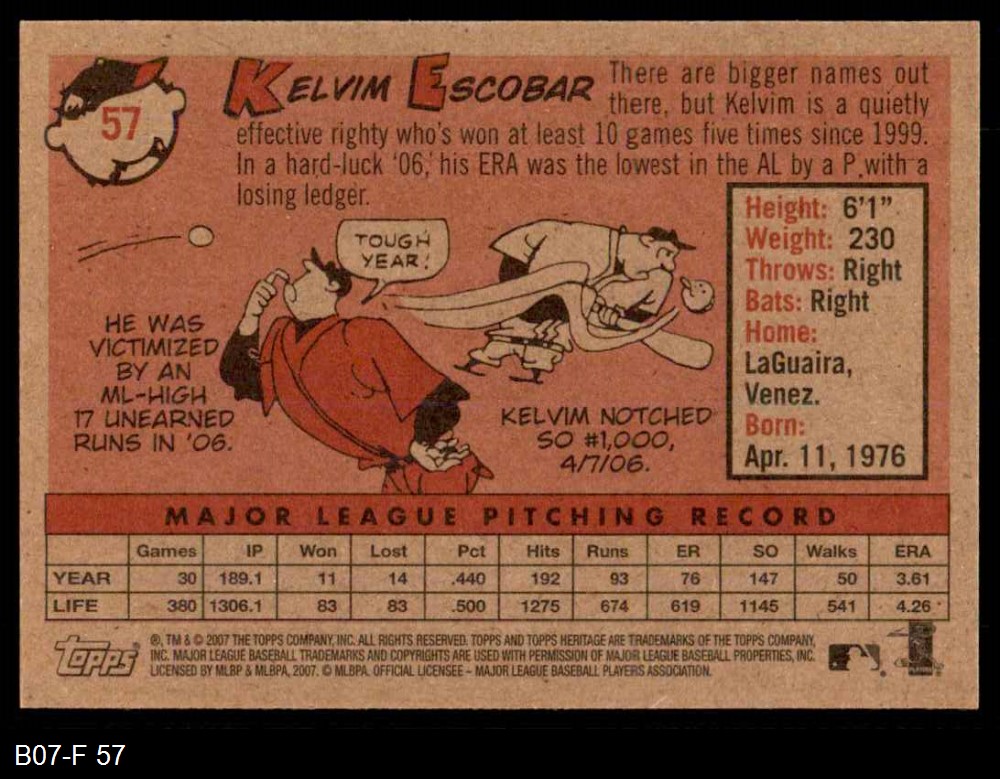 57
KELVIM ESCOBAR
There are bigger names out
there, but Kelvim is a quietly
effective righty who's won at least 10 games five times since 1999.
In a hard-luck '06, his ERA was the lowest in the AL by a P with a
losing ledger.
TOUGH
YEAR!
HE WAS
VICTIMIZED
BY AN
ML-HIGH
17 UNEARNED
RUNS IN '06.
KELVIM NOTCHED
SO #1,000,
4/7/06.
Height: 6'1"
Weight: 230
Throws: Right
Bats: Right
Home:
LaGuaira,
Venez.
Born:
Apr. 11, 1976
MAJOR LEAGUE PITCHING RECORD
Games IP Won Lost Pct Hits Runs ER SO Walks ERA
YEAR 30 189.1 11 14 .440 192 93 76 147 50 3.61
LIFE 380 1306.1 83 83 .500 1275 674 619 1145 541 4.26
Topps
®, TM & © 2007 THE TOPPS COMPANY, INC. ALL RIGHTS RESERVED. TOPPS AND TOPPS HERITAGE ARE TRADEMARKS OF THE TOPPS COMPANY,
INC. MAJOR LEAGUE BASEBALL TRADEMARKS AND COPYRIGHTS ARE USED WITH PERMISSION OF MAJOR LEAGUE BASEBALL PROPERTIES, INC.
LICENSED BY MLBP & MLBPA, 2007. © MLBPA. OFFICIAL LICENSEE – MAJOR LEAGUE BASEBALL PLAYERS ASSOCIATION.
B07-F 57